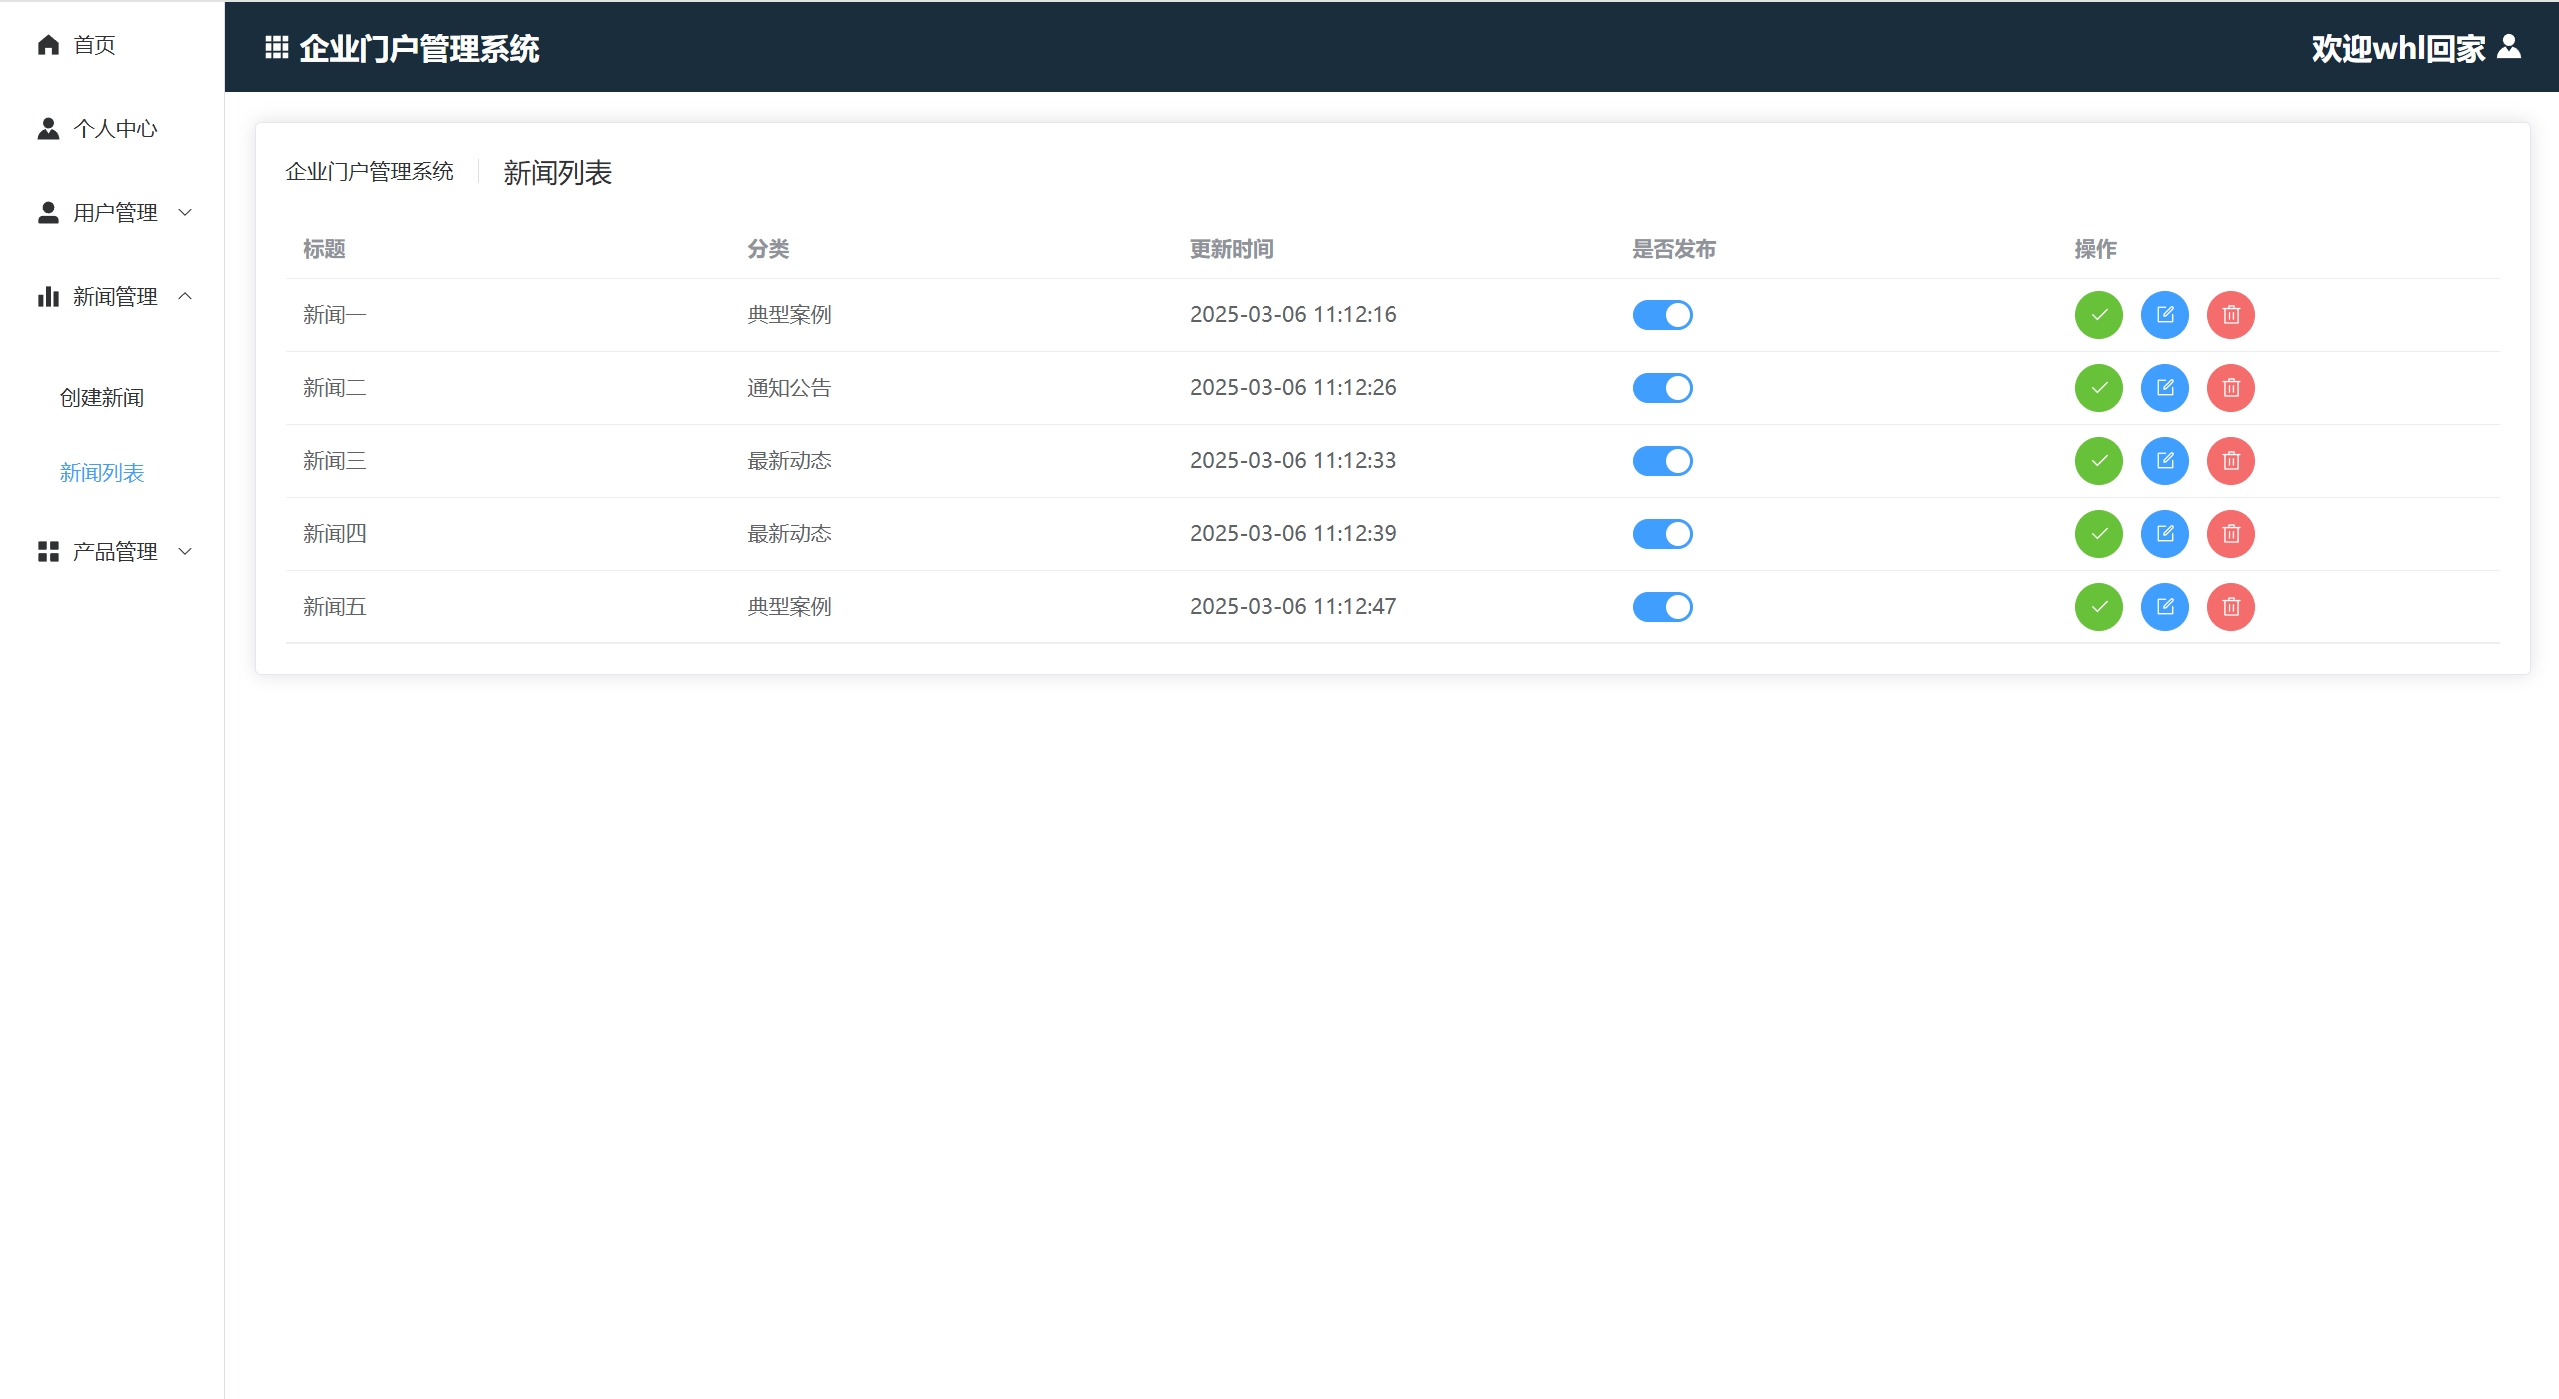 首页
个人中心
用户管理
新闻管理
创建新闻
新闻列表
产品管理
企业门户管理系统
欢迎whl回家
企业门户管理系统 新闻列表
标题 分类 更新时间 是否发布 操作
新闻一 典型案例 2025-03-06 11:12:16
新闻二 通知公告 2025-03-06 11:12:26
新闻三 最新动态 2025-03-06 11:12:33
新闻四 最新动态 2025-03-06 11:12:39
新闻五 典型案例 2025-03-06 11:12:47